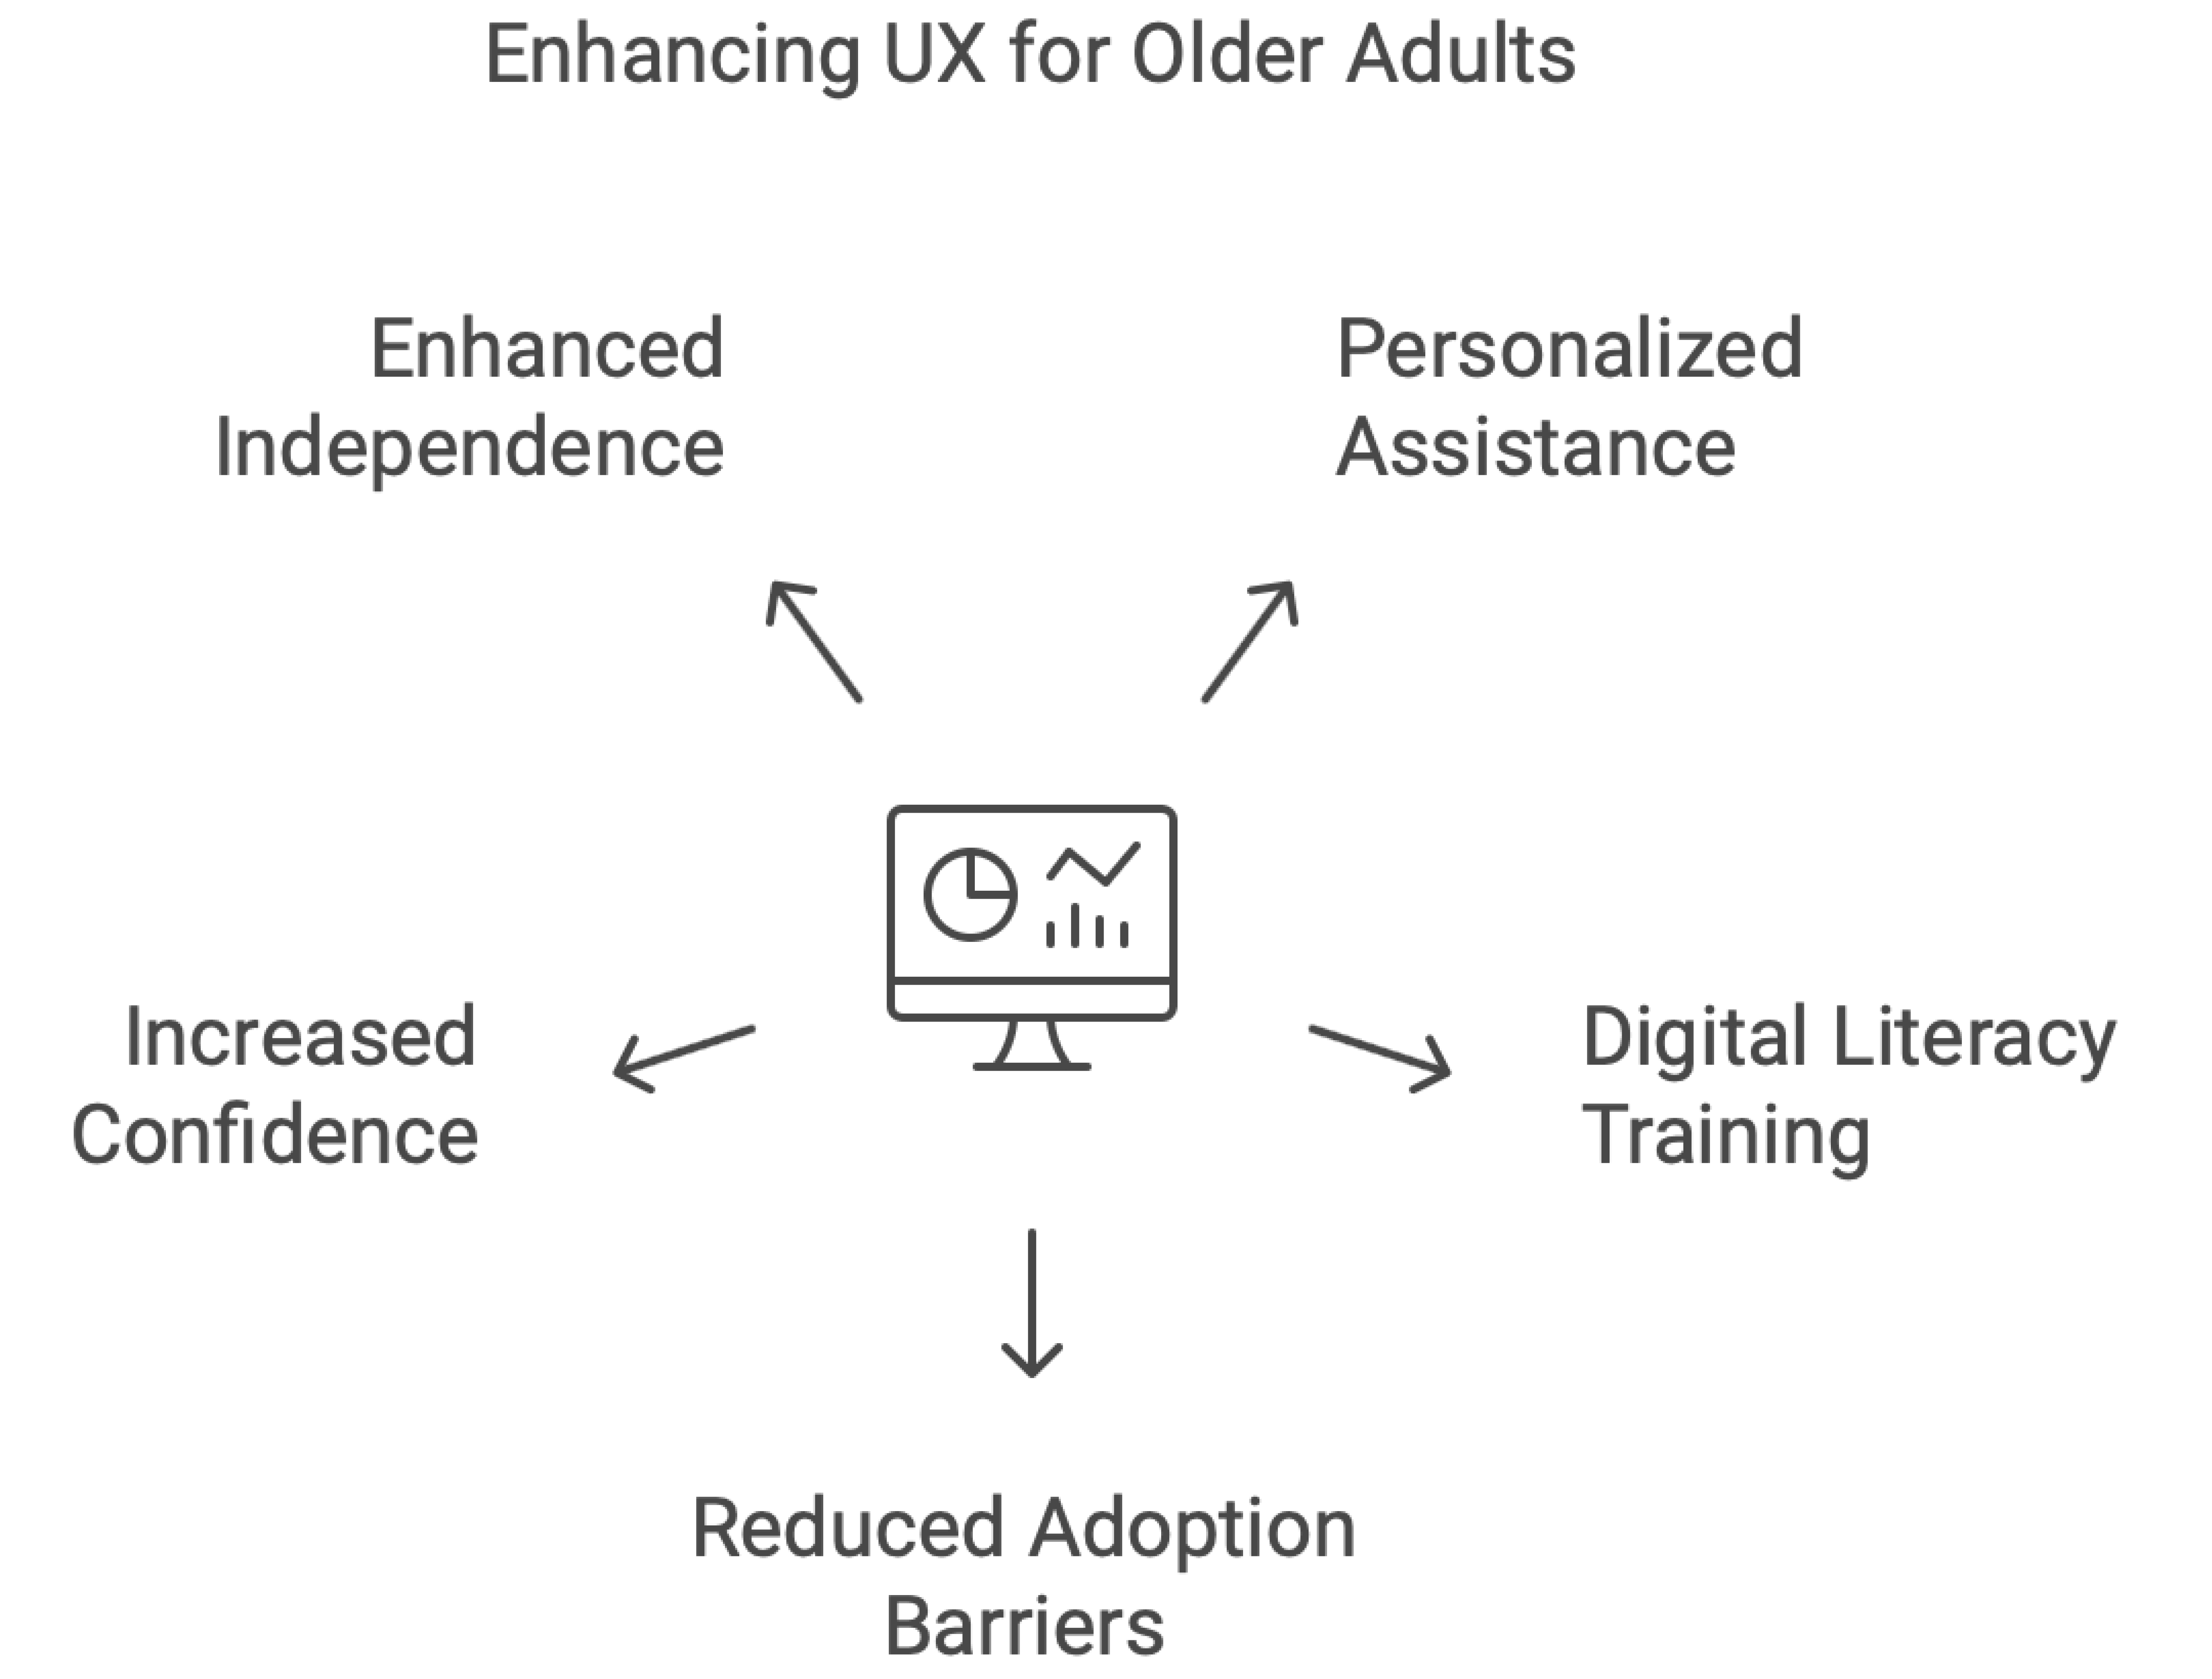 Enhancing UX for Older Adults
Enhanced
Independence
Personalized
Assistance
Increased
Confidence
Digital Literacy
Training
Reduced Adoption
Barriers